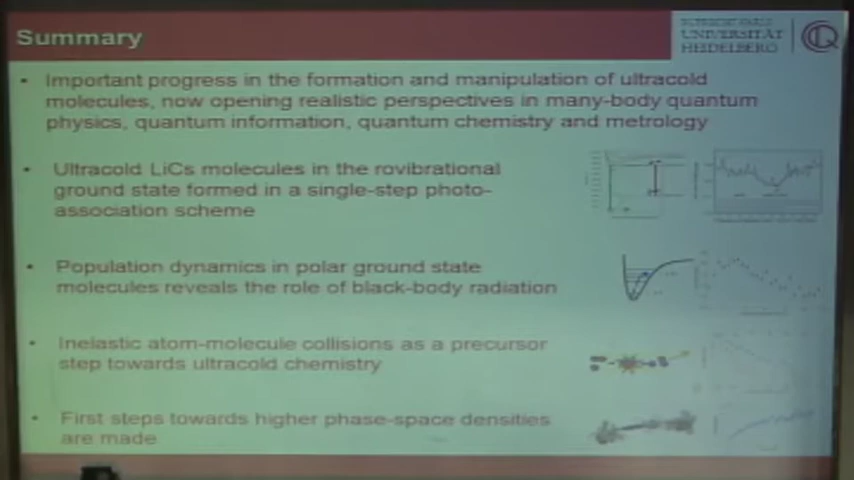 Summary
UNIVERSITÄT
HEIDELBERG
• Important progress in the formation and manipulation of ultracold
molecules, now opening realistic perspectives in many-body quantum
physics, quantum information, quantum chemistry and metrology
• Ultracold LiCs molecules in the rovibrational
ground state formed in a single-step photo-
association scheme
• Population dynamics in polar ground state
molecules reveals the role of black-body radiation
• Inelastic atom-molecule collisions as a precursor
step towards ultracold chemistry
• First steps towards higher phase-space densities
are made